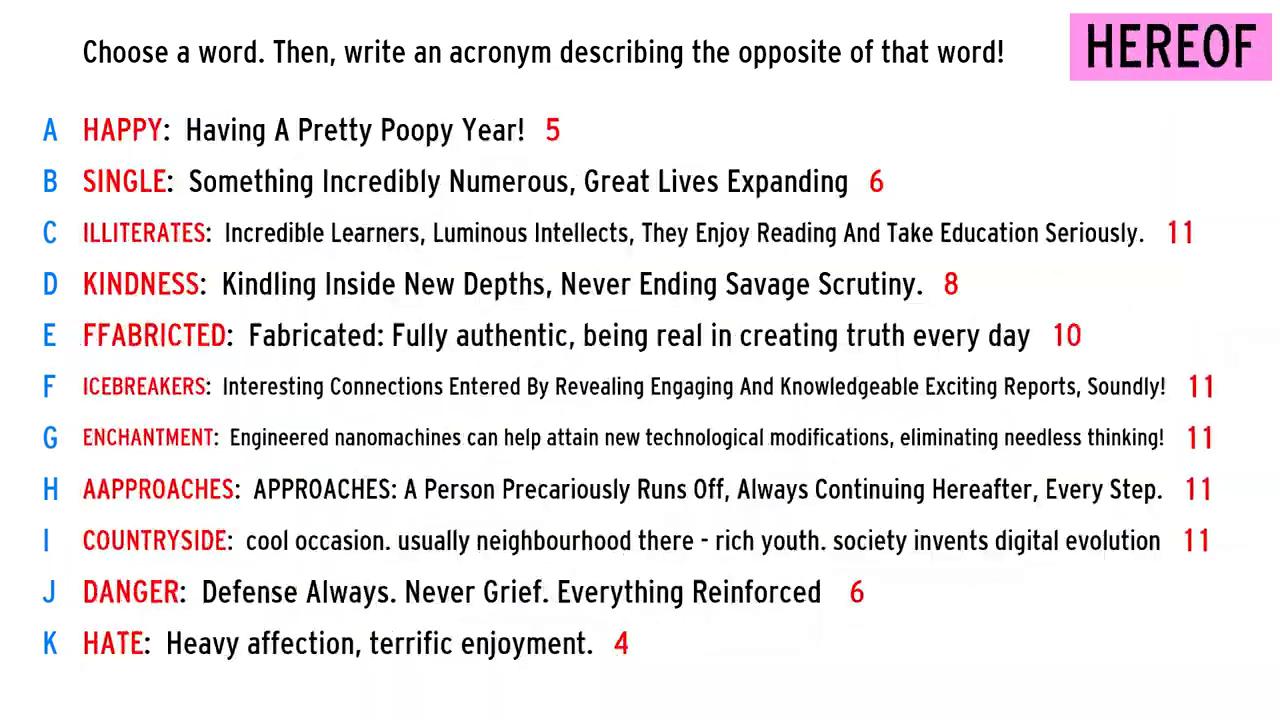 Choose a word. Then, write an acronym describing the opposite of that word!
HEREOF
A HAPPY: Having A Pretty Poopy Year! 5
B SINGLE: Something Incredibly Numerous, Great Lives Expanding 6
C ILLITERATES: Incredible Learners, Luminous Intellects, They Enjoy Reading And Take Education Seriously. 11
D KINDNESS: Kindling Inside New Depths, Never Ending Savage Scrutiny. 8
E FFABRICTED: Fabricated: Fully authentic, being real in creating truth every day 10
F ICEBREAKERS: Interesting Connections Entered By Revealing Engaging And Knowledgeable Exciting Reports, Soundly! 11
G ENCHANTMENT: Engineered nanomachines can help attain new technological modifications, eliminating needless thinking! 11
H AAPPROACHES: APPROACHES: A Person Precariously Runs Off, Always Continuing Hereafter, Every Step. 11
I COUNTRYSIDE: cool occasion. usually neighbourhood there - rich youth. society invents digital evolution 11
J DANGER: Defense Always. Never Grief. Everything Reinforced 6
K HATE: Heavy affection, terrific enjoyment. 4